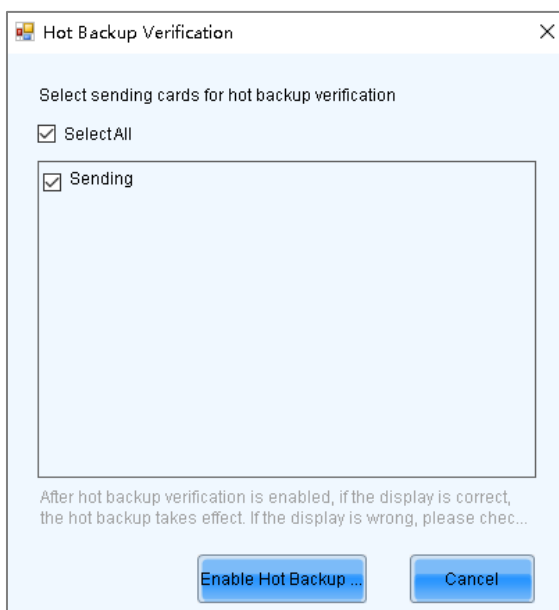 Hot Backup Verification
Select sending cards for hot backup verification
SelectAll
Sending
After hot backup verification is enabled, if the display is correct,
the hot backup takes effect. If the display is wrong, please chec...
Enable Hot Backup ...
Cancel